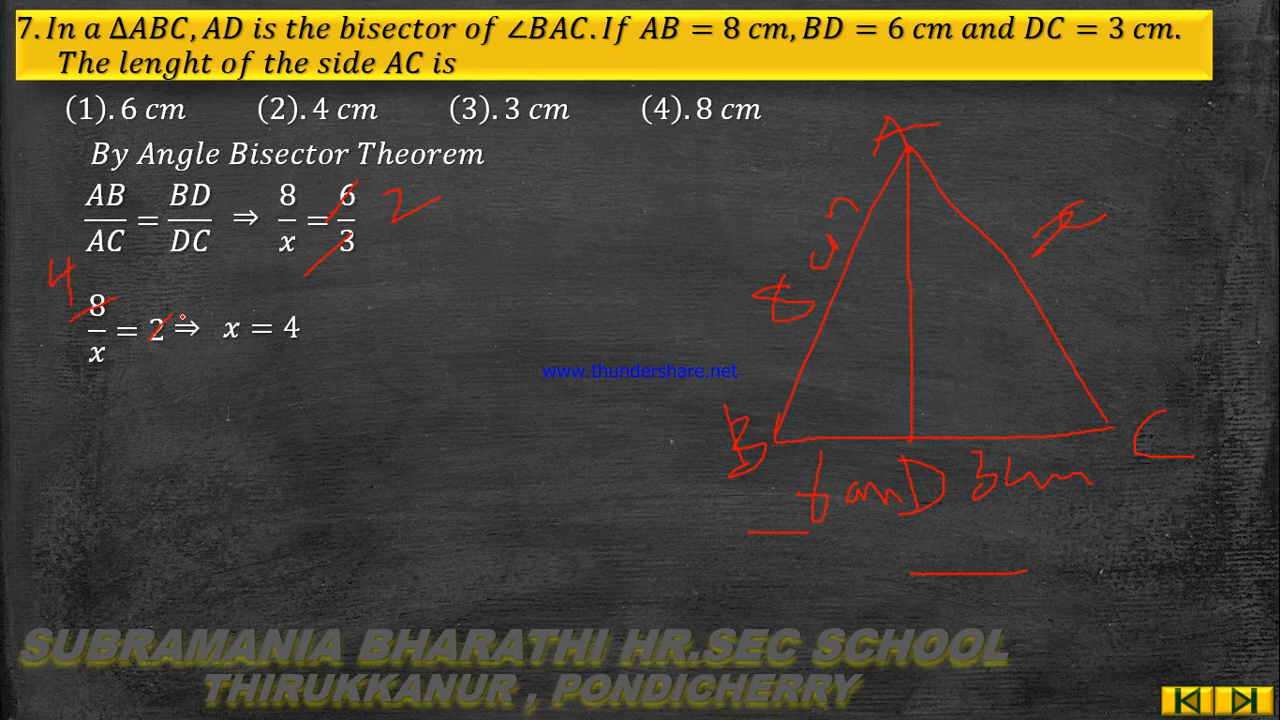 7. In a ΔABC, AD is the bisector of ∠BAC. If AB = 8 cm, BD = 6 cm and DC = 3 cm.
The lenght of the side AC is
(1). 6 cm (2). 4 cm (3). 3 cm (4). 8 cm
By Angle Bisector Theorem
AB/AC = BD/DC ⇒ 8/x = 6/3 2
4
8/x = 2 ⇒ x = 4
A
8
B D 3 cm C
www.thundershare.net
SUBRAMANIA BHARATHI HR.SEC SCHOOL
THIRUKKANUR , PONDICHERRY